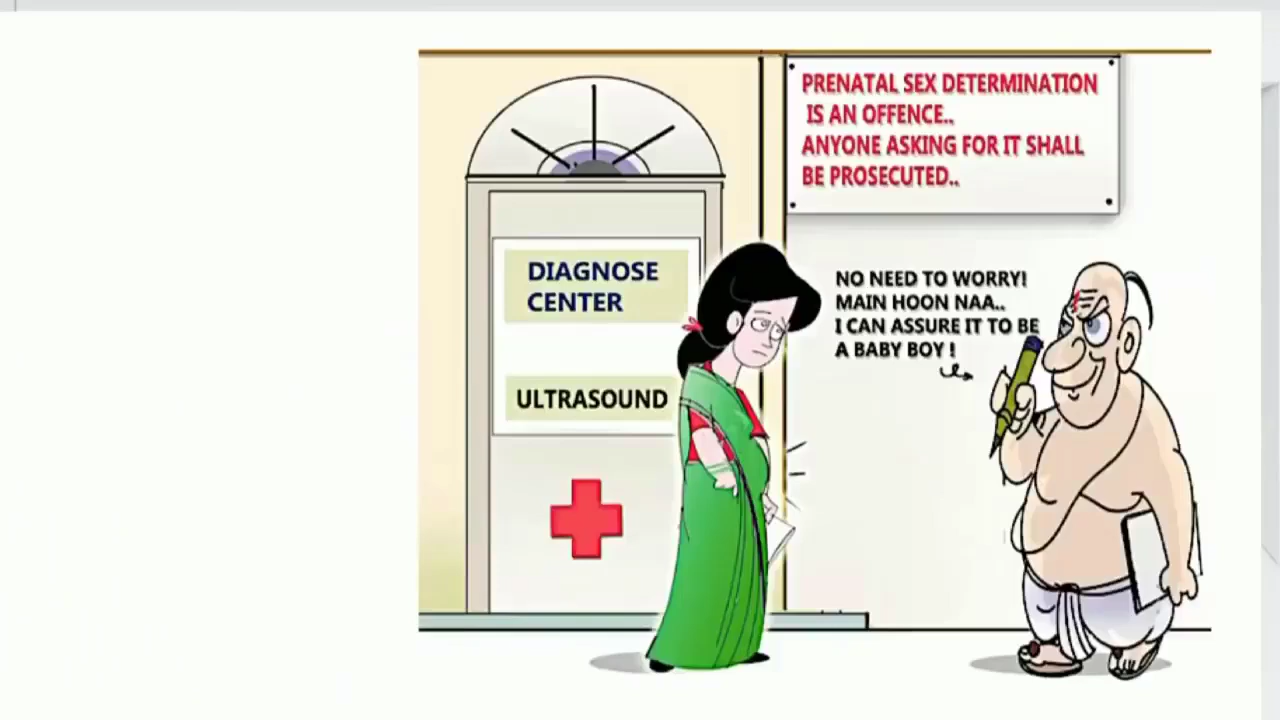 PRENATAL SEX DETERMINATION
IS AN OFFENCE..
ANYONE ASKING FOR IT SHALL
BE PROSECUTED..
DIAGNOSE
CENTER
ULTRASOUND
NO NEED TO WORRY!
MAIN HOON NAA..
I CAN ASSURE IT TO BE
A BABY BOY !